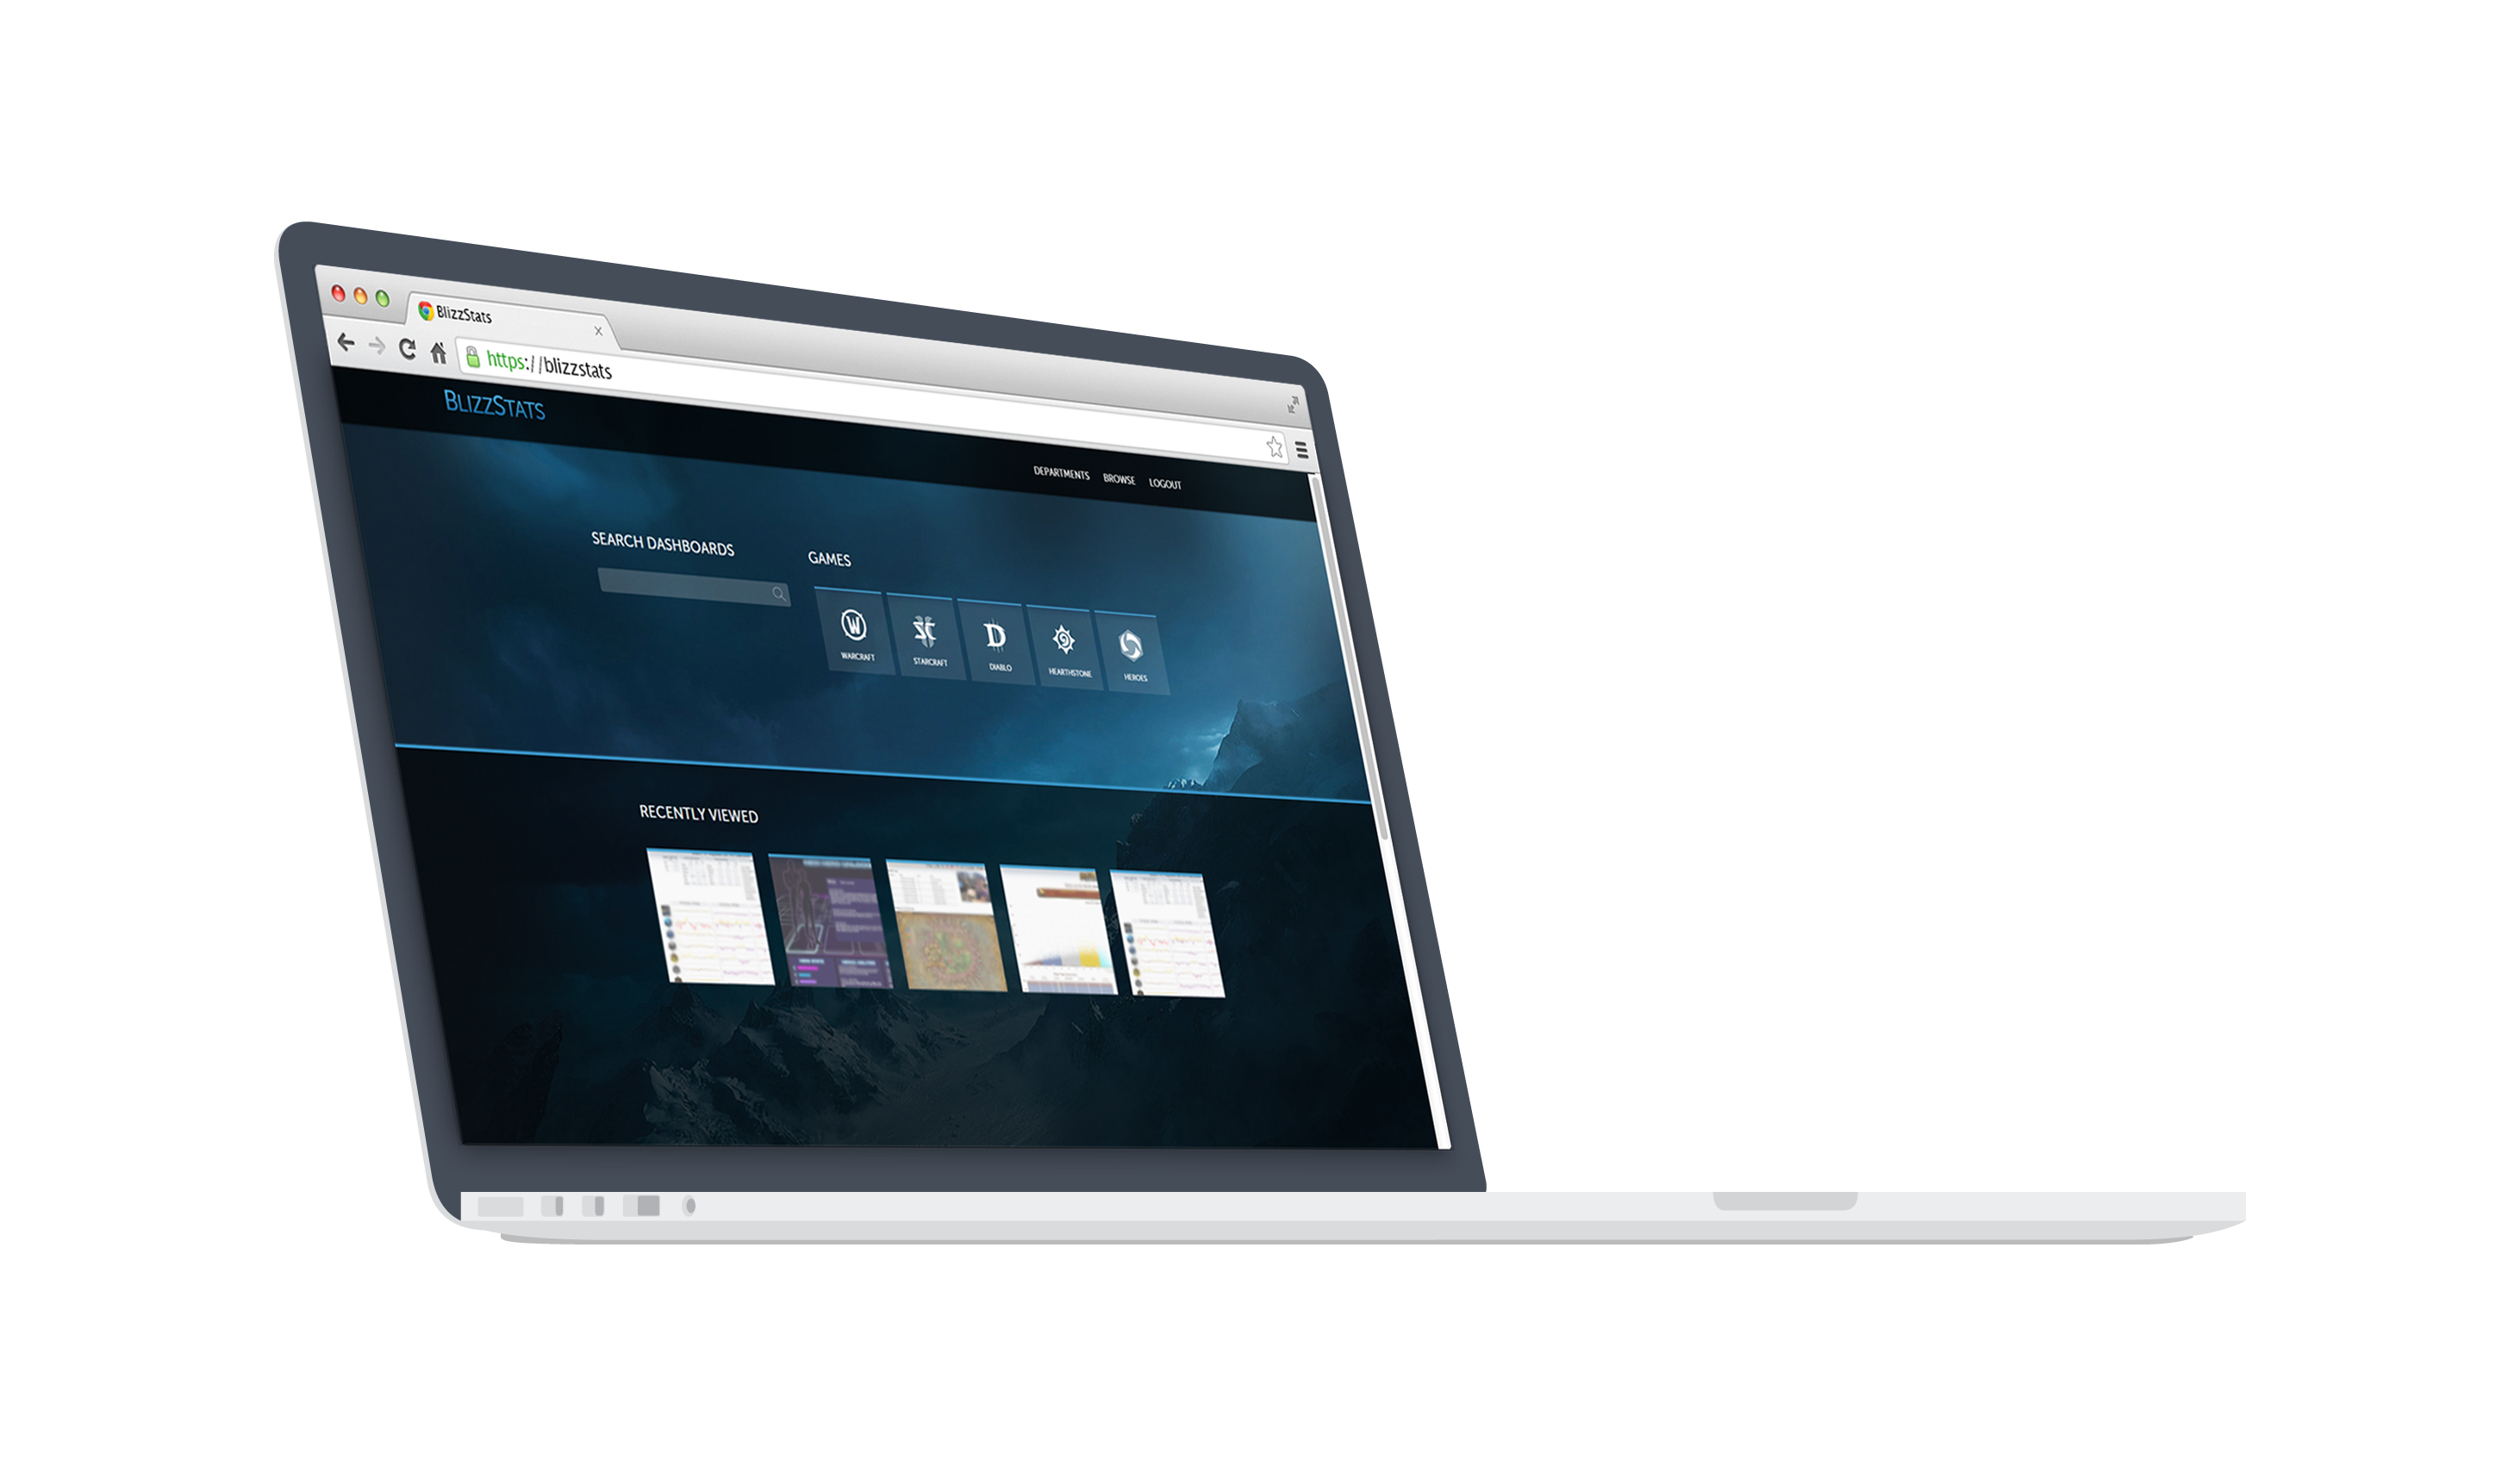 BlizzStats
https://blizzstats
BLIZZSTATS
DEPARTMENTS BROWSE LOGOUT
SEARCH DASHBOARDS
GAMES
WARCRAFT STARCRAFT DIABLO HEARTHSTONE HEROES
RECENTLY VIEWED